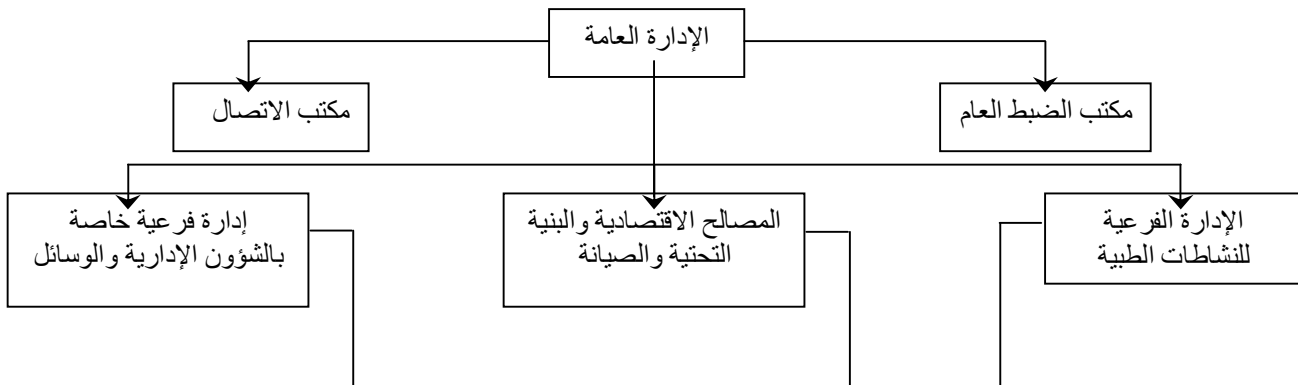 الإدارة العامة
مكتب الضبط العام
مكتب الاتصال
الإدارة الفرعية
للنشاطات الطبية
المصالح الاقتصادية والبنية
التحتية والصيانة
إدارة فرعية خاصة
بالشؤون الإدارية والوسائل